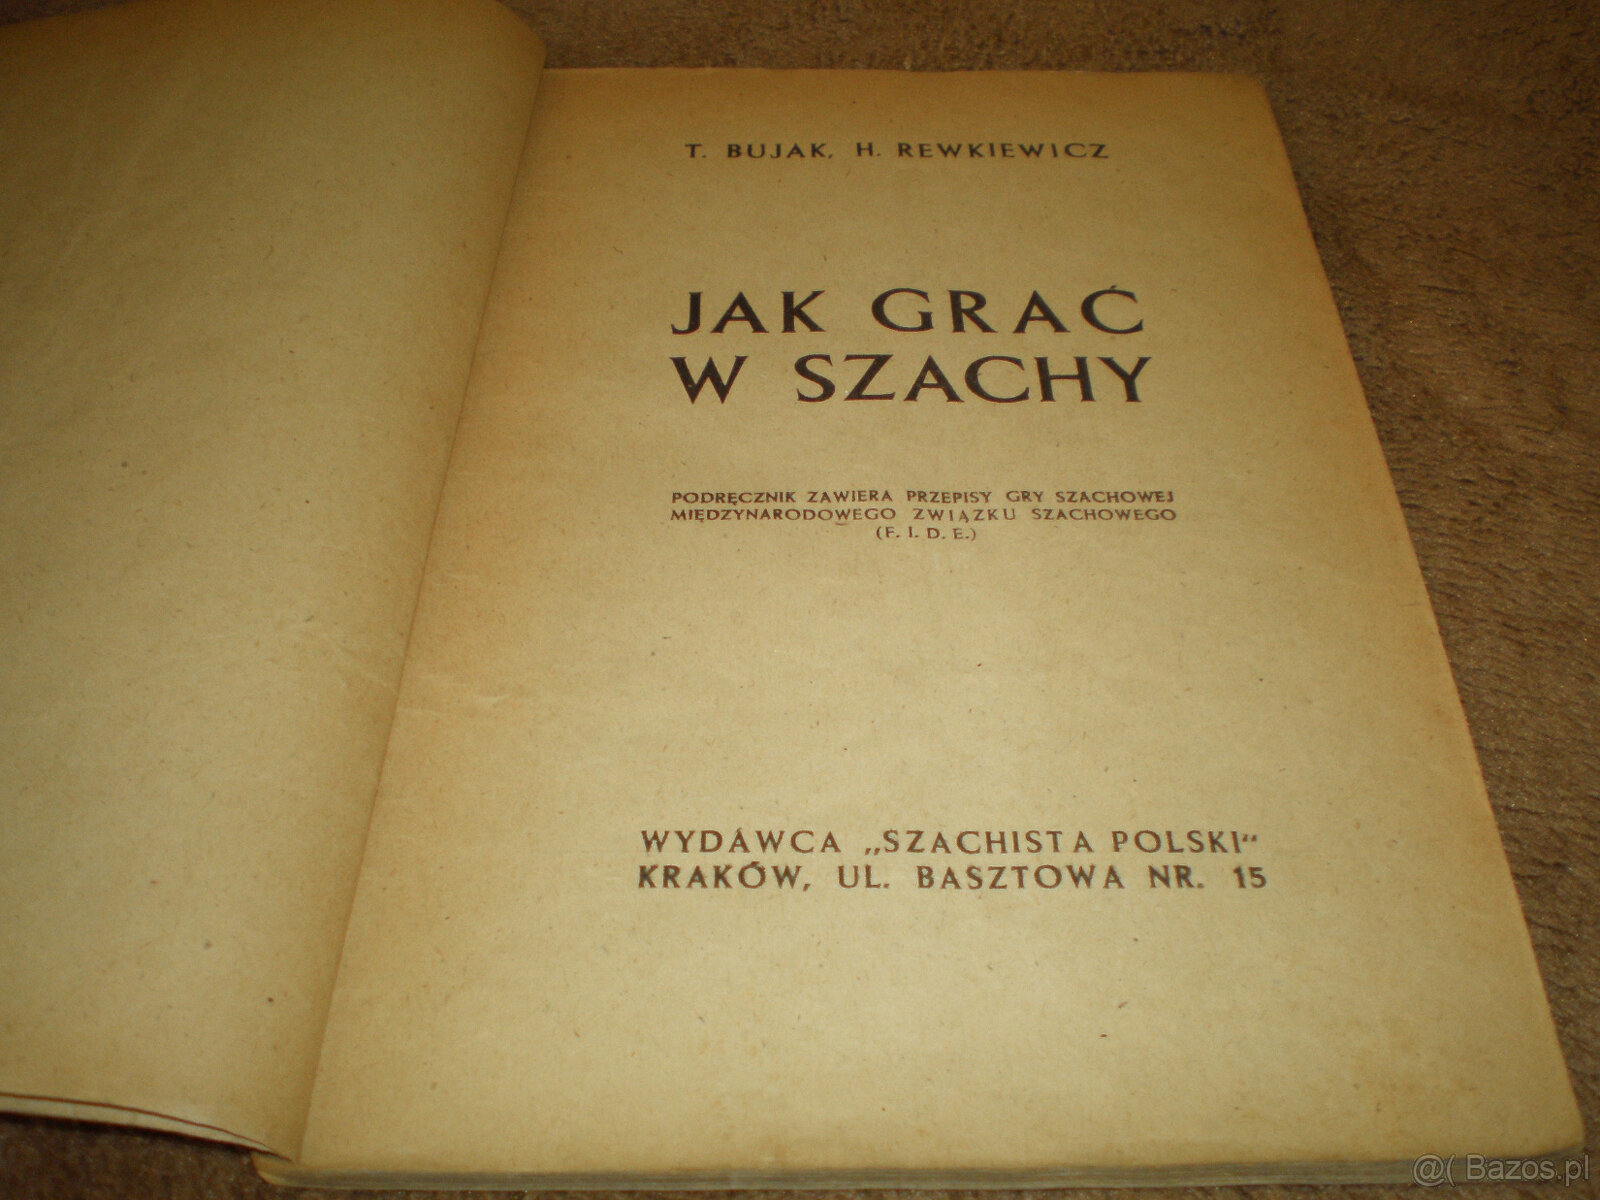 T. BUJAK, H. REWKIEWICZ
JAK GRAĆ
W SZACHY
PODRĘCZNIK ZAWIERA PRZEPISY GRY SZACHOWEJ
MIĘDZYNARODOWEGO ZWIĄZKU SZACHOWEGO
(F. I. D. E.)
WYDAWCA „SZACHISTA POLSKI“
KRAKÓW, UL. BASZTOWA NR. 15
@( Bazos.pl